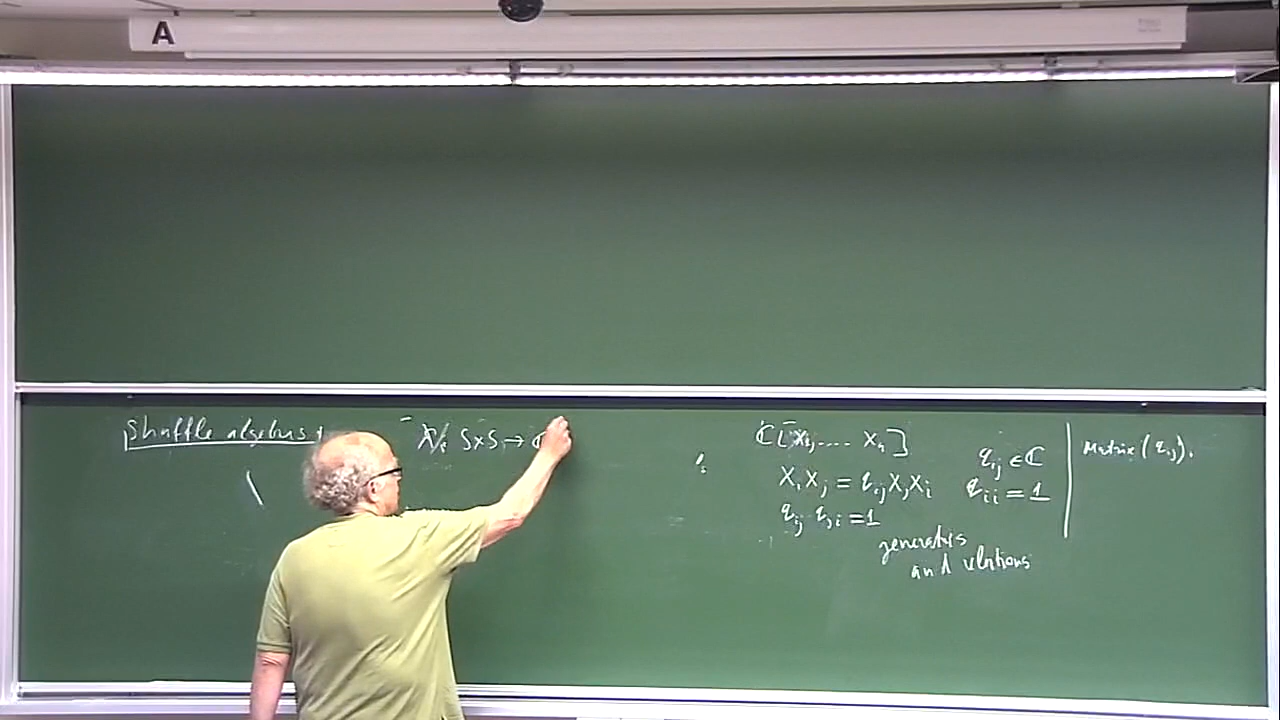 A
Shuffle algebras
S×S → ℂ
ℂ[X₁, .... Xₙ]
XᵢXⱼ = qᵢⱼXⱼXᵢ
qᵢⱼ qⱼᵢ = 1
generators
and relations
qᵢⱼ ∈ ℂ
qᵢᵢ = 1
Matrix (qᵢⱼ).